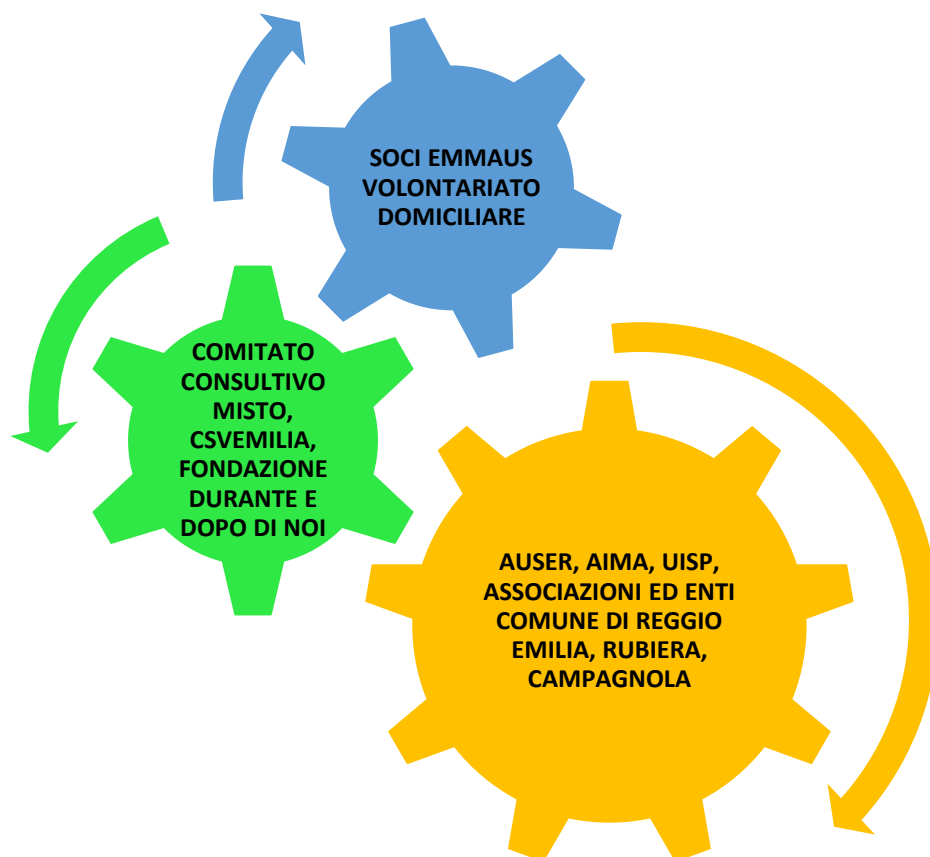 SOCI EMMAUS
VOLONTARIATO
DOMICILIARE
COMITATO
CONSULTIVO
MISTO,
CSVEMILIA,
FONDAZIONE
DURANTE E
DOPO DI NOI
AUSER, AIMA, UISP,
ASSOCIAZIONI ED ENTI
COMUNE DI REGGIO
EMILIA, RUBIERA,
CAMPAGNOLA